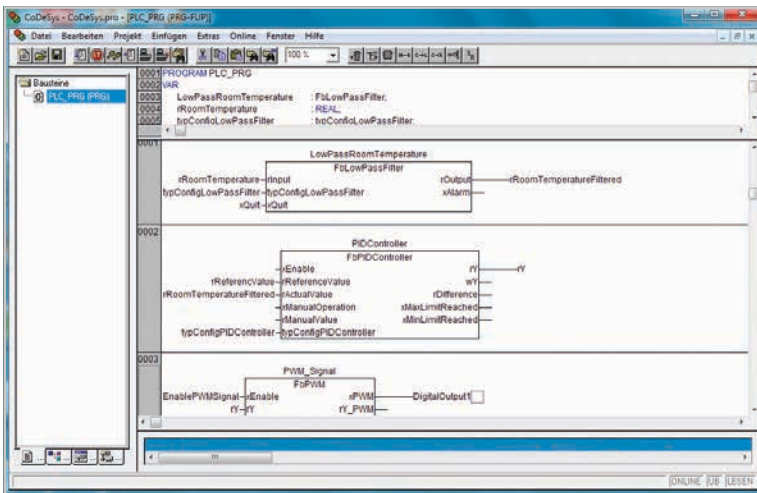 CoDeSys - CoDeSys.pro - [PLC_PRG (PRG-FUP)]
Datei Bearbeiten Projekt Einfügen Extras Online Fenster Hilfe
100 %
Bausteine
PLC_PRG (PRG)
0001 PROGRAM PLC_PRG
0002 VAR
0003 LowPassRoomTemperature : FbLowPassFilter;
0004 rRoomTemperature : REAL;
0005 typConfigLowPassFilter : typConfigLowPassFilter;
0001
LowPassRoomTemperature
FbLowPassFilter
rRoomTemperature rInput rOutput rRoomTemperatureFiltered
typConfigLowPassFilter typConfigLowPassFilter xAlarm
xQuit xQuit
0002
PIDController
FbPIDController
xEnable rY rY
rReferencValue rReferenceValue wY
rRoomTemperatureFiltered rActualValue rDifference
xManualOperation xMaxLimitReached
rManualValue xMinLimitReached
typConfigPIDController typConfigPIDController
0003
PWM_Signal
FbPWM
EnablePWMSignal xEnable xPWM DigitalOutput1
rY rY rY_PWM
ONLINE ÜB LESEN